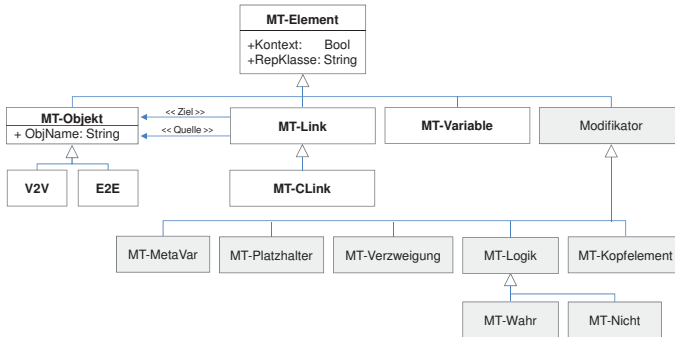 MT-Element
+Kontext: Bool
+RepKlasse: String
MT-Objekt
+ ObjName: String
<< Ziel >>
<< Quelle >>
MT-Link
MT-Variable
Modifikator
V2V
E2E
MT-CLink
MT-MetaVar
MT-Platzhalter
MT-Verzweigung
MT-Logik
MT-Kopfelement
MT-Wahr
MT-Nicht